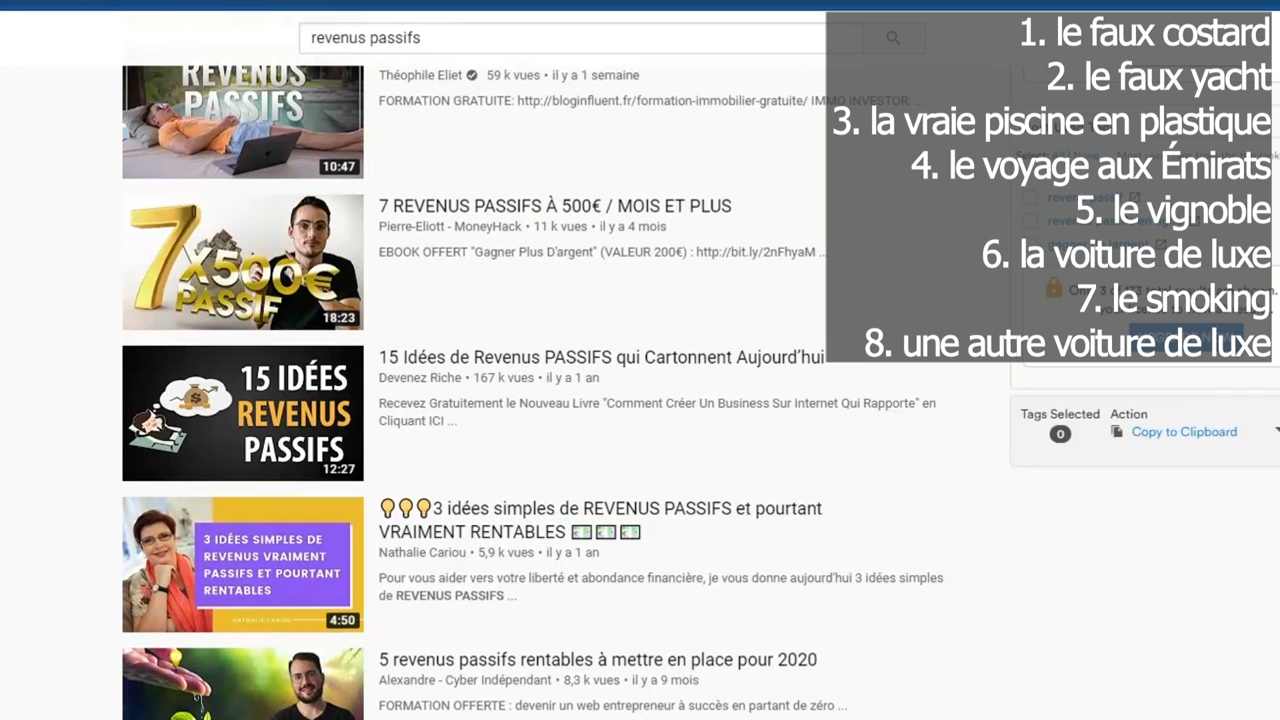 revenus passifs
1. le faux costard
2. le faux yacht
3. la vraie piscine en plastique
4. le voyage aux Émirats
5. le vignoble
6. la voiture de luxe
7. le smoking
8. une autre voiture de luxe
REVENUS
PASSIFS
10:47
Théophile Eliet 59 k vues • il y a 1 semaine
FORMATION GRATUITE: http://bloginfluent.fr/formation-immobilier-gratuite/ IMMO INVESTOR: ...
7
X500€
PASSIF
18:23
7 REVENUS PASSIFS À 500€ / MOIS ET PLUS
Pierre-Eliott - MoneyHack • 11 k vues • il y a 4 mois
EBOOK OFFERT "Gagner Plus D'argent" (VALEUR 200€) : http://bit.ly/2nFhyaM ...
15 IDÉES
REVENUS
PASSIFS
12:27
15 Idées de Revenus PASSIFS qui Cartonnent Aujourd'hui
Devenez Riche • 167 k vues • il y a 1 an
Recevez Gratuitement le Nouveau Livre "Comment Créer Un Business Sur Internet Qui Rapporte" en
Cliquant ICI ...
Tags Selected
0
Action
Copy to Clipboard
3 IDÉES SIMPLES DE
REVENUS VRAIMENT
PASSIFS ET POURTANT
RENTABLES
NATHALIE CARIOU
4:50
3 idées simples de REVENUS PASSIFS et pourtant
VRAIMENT RENTABLES
Nathalie Cariou • 5,9 k vues • il y a 1 an
Pour vous aider vers votre liberté et abondance financière, je vous donne aujourd'hui 3 idées simples
de REVENUS PASSIFS ...
5 revenus passifs rentables à mettre en place pour 2020
Alexandre - Cyber Indépendant • 8,3 k vues • il y a 9 mois
FORMATION OFFERTE : devenir un web entrepreneur à succès en partant de zéro ...